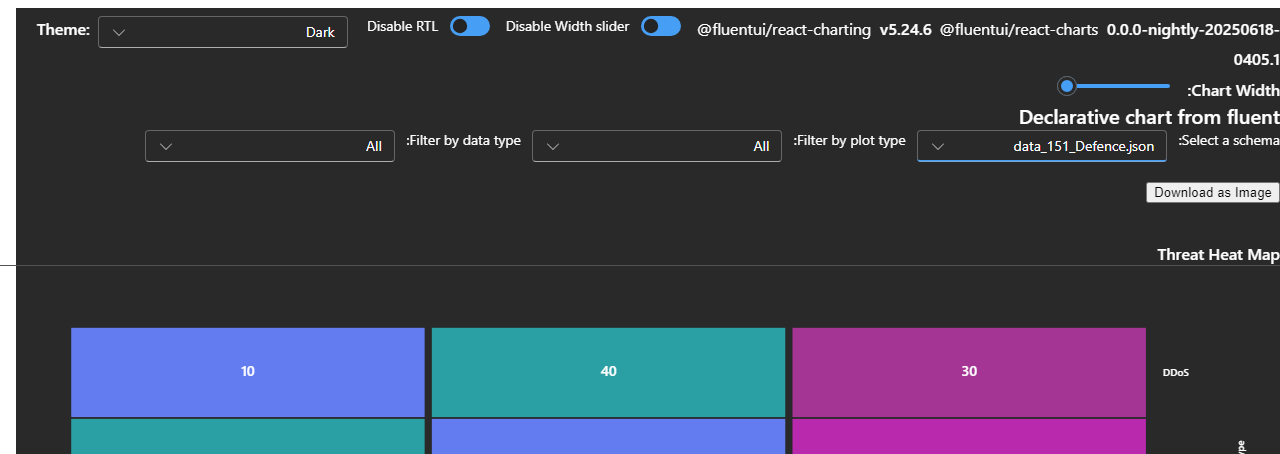 Theme: Dark Disable RTL Disable Width slider @fluentui/react-charting v5.24.6 @fluentui/react-charts 0.0.0-nightly-20250618-
0405.1
:Chart Width
Declarative chart from fluent
:Select a schema data_151_Defence.json :Filter by plot type All :Filter by data type All
Download as Image
Threat Heat Map
10 40 30 DDoS